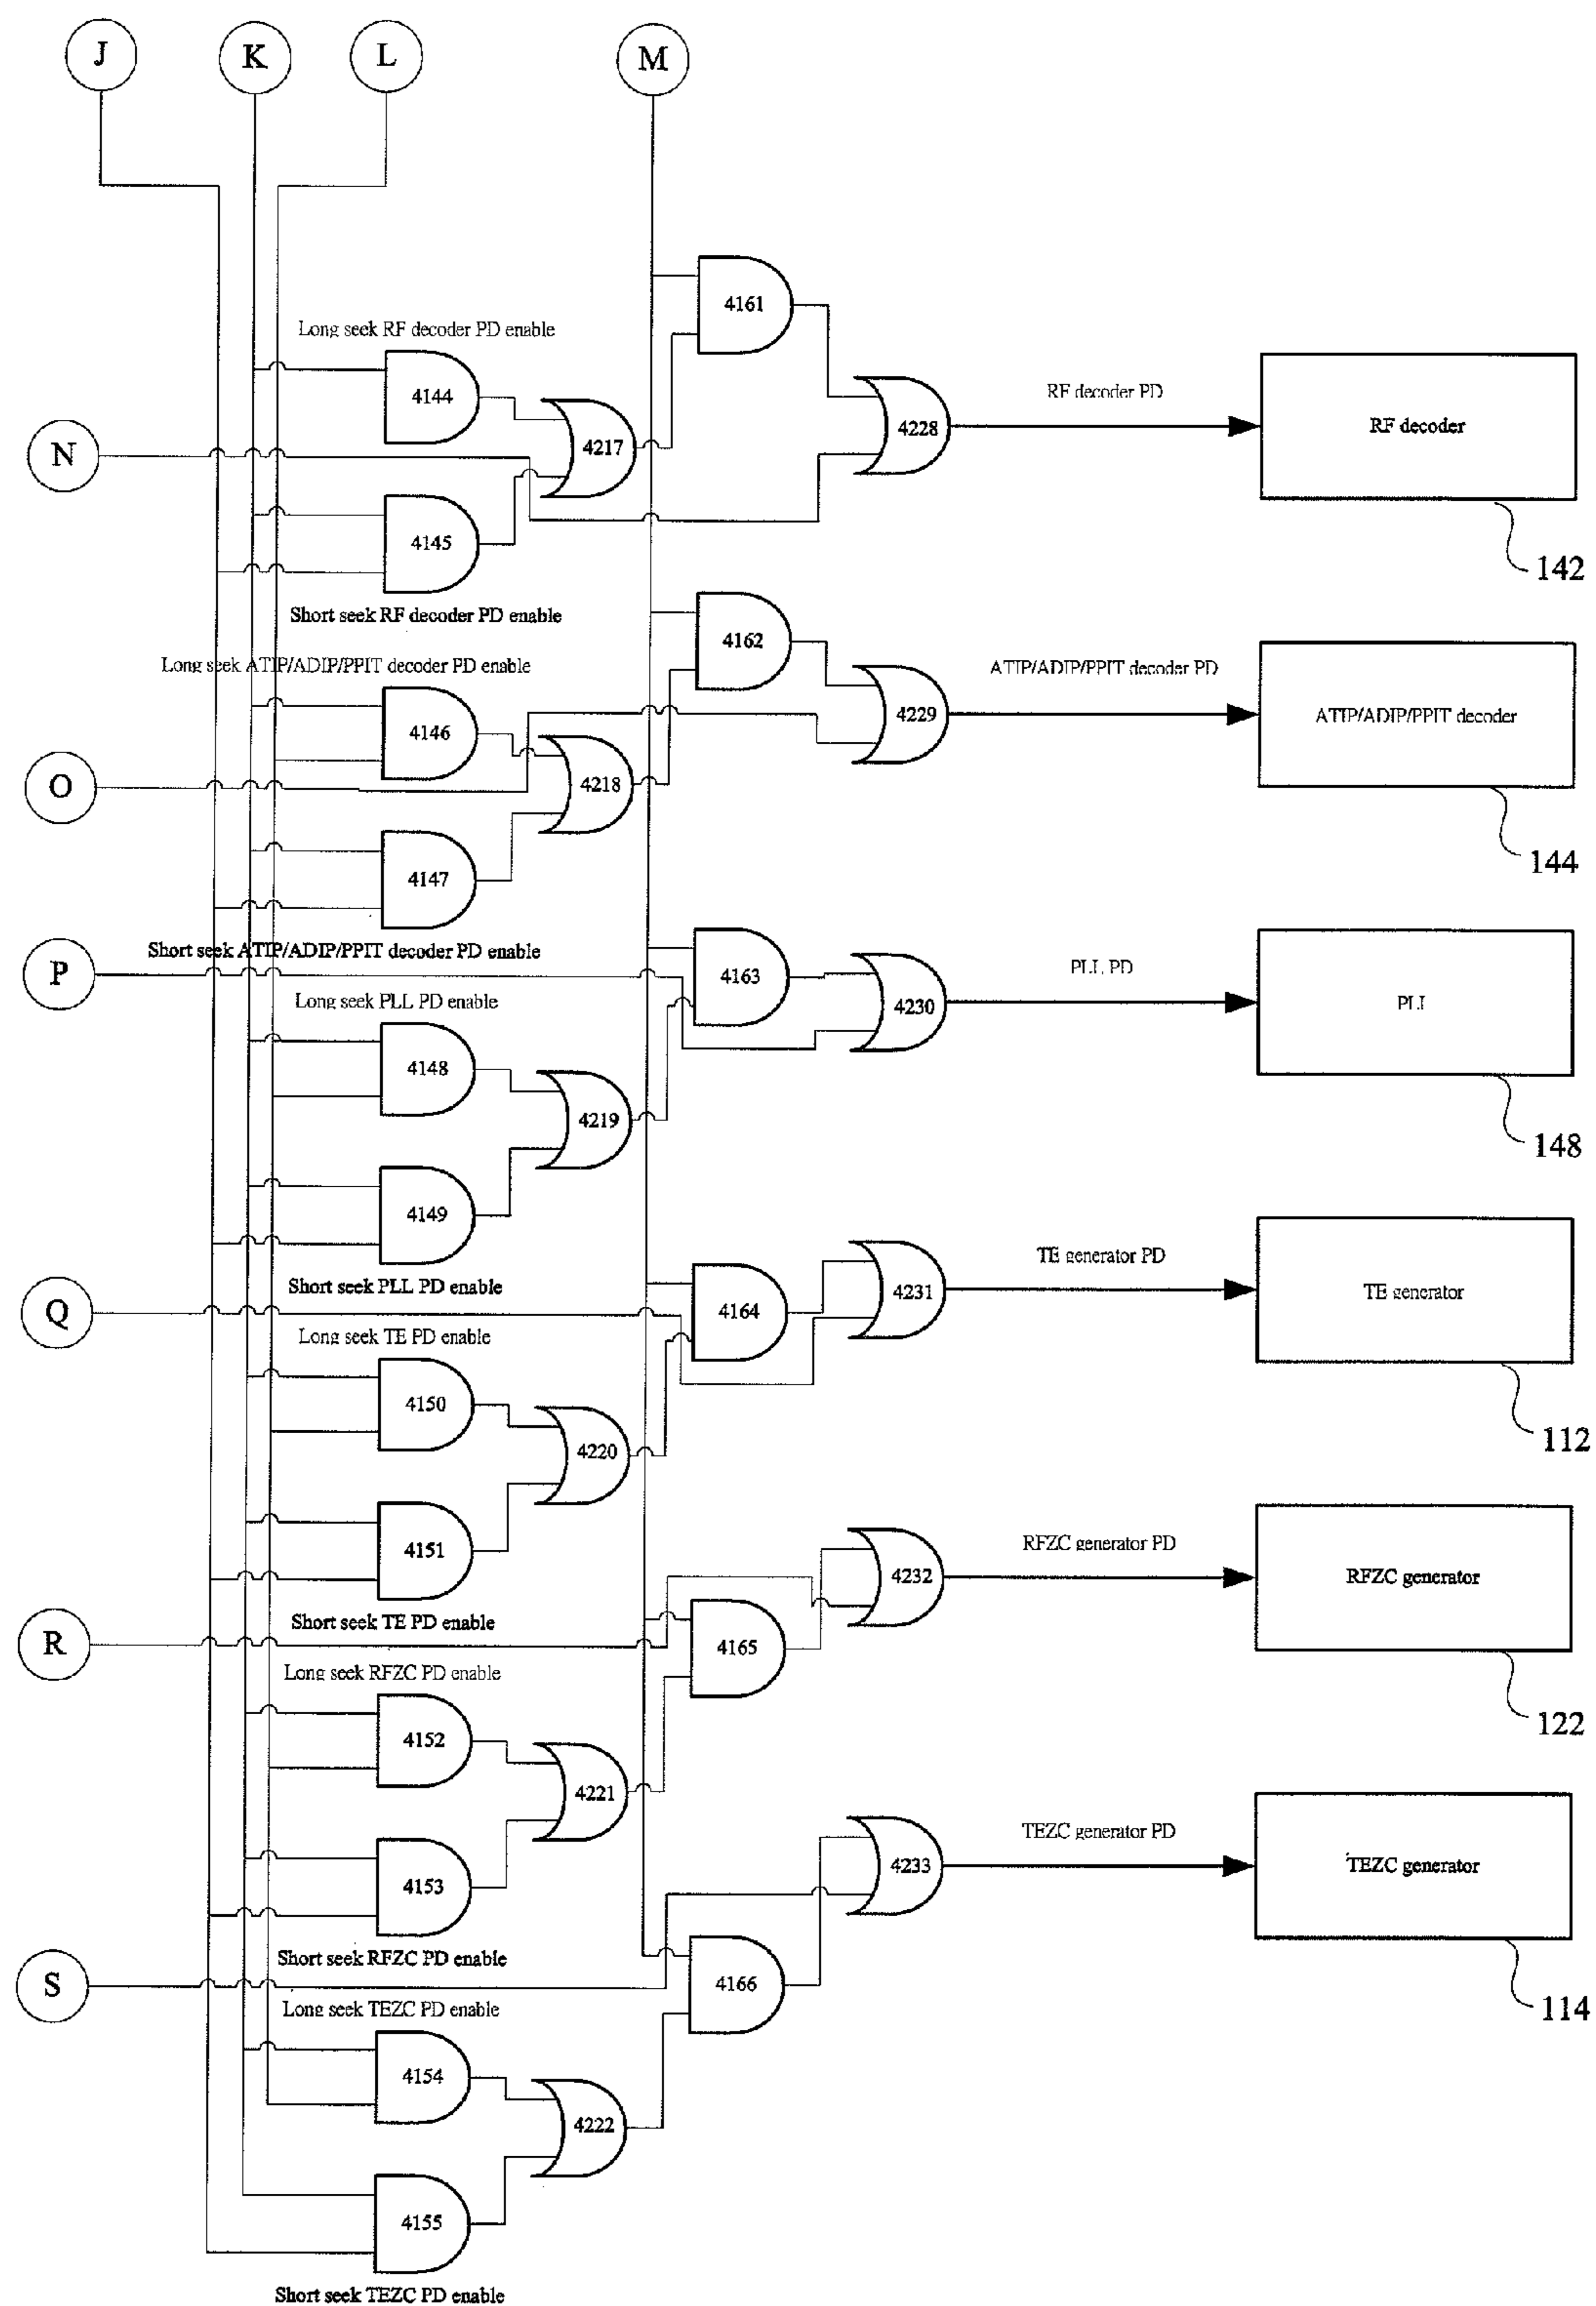 J
K
L
M
4161
Long seek RF decoder PD enable
4144
RF decoder PD
4228
RF decoder
N
4217
4145
142
Short seek RF decoder PD enable
4162
Long seek ATIP/ADIP/PPIT decoder PD enable
ATIP/ADIP/PPIT decoder PD
4146
4229
ATIP/ADIP/PPIT decoder
O
4218
144
4147
Short seek ATIP/ADIP/PPIT decoder PD enable
P
4163
PLL PD
Long seek PLL PD enable
4230
PLI
4148
4219
148
4149
Short seek PLL PD enable
TE generator PD
Q
4164
4231
TE generator
Long seek TE PD enable
4150
4220
112
4151
RFZC generator PD
4232
RFZC generator
Short seek TE PD enable
R
4165
Long seek RFZC PD enable
122
4152
4221
TEZC generator PD
4153
4233
TEZC generator
Short seek RFZC PD enable
S
4166
Long seek TEZC PD enable
114
4154
4222
4155
Short seek TEZC PD enable